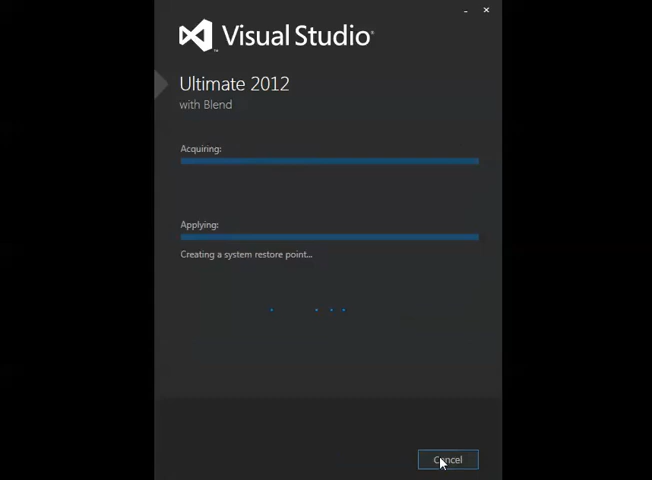 Visual Studio
Ultimate 2012
with Blend
Acquiring:
Applying:
Creating a system restore point...
Cancel